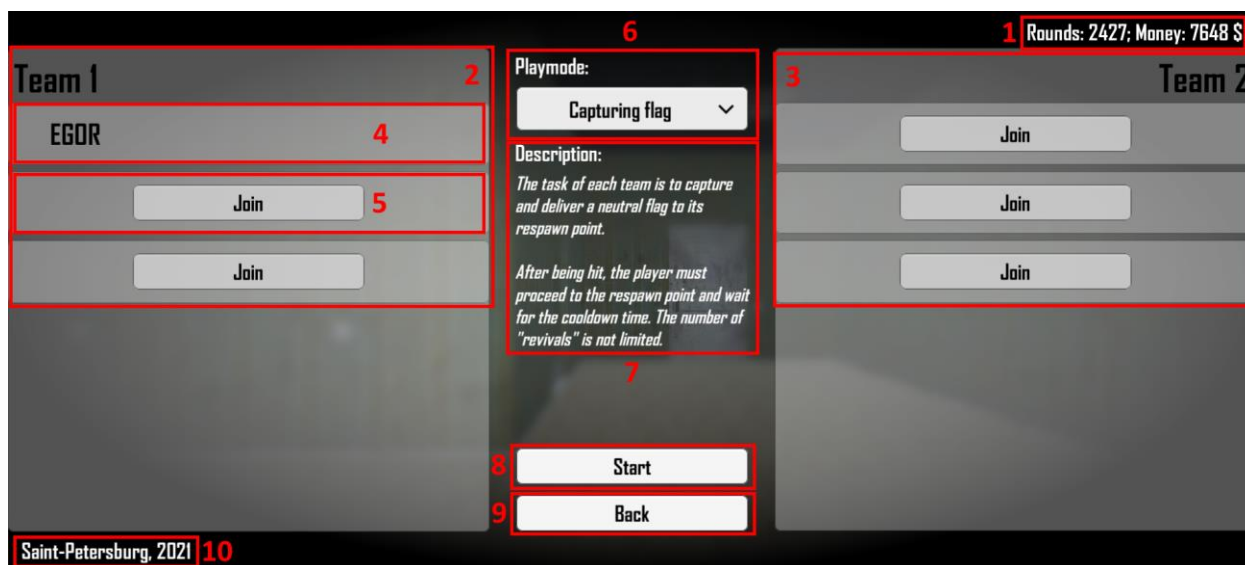 6
1 Rounds: 2427; Money: 7648 $
Team 1
2
Playmode:
3
Team 2
Capturing flag
EGOR
4
Join
Description:
The task of each team is to capture
and deliver a neutral flag to its
respawn point.
After being hit, the player must
proceed to the respawn point and wait
for the cooldown time. The number of
"revivals" is not limited.
Join
5
Join
Join
Join
7
8
Start
9
Back
Saint-Petersburg, 2021 10